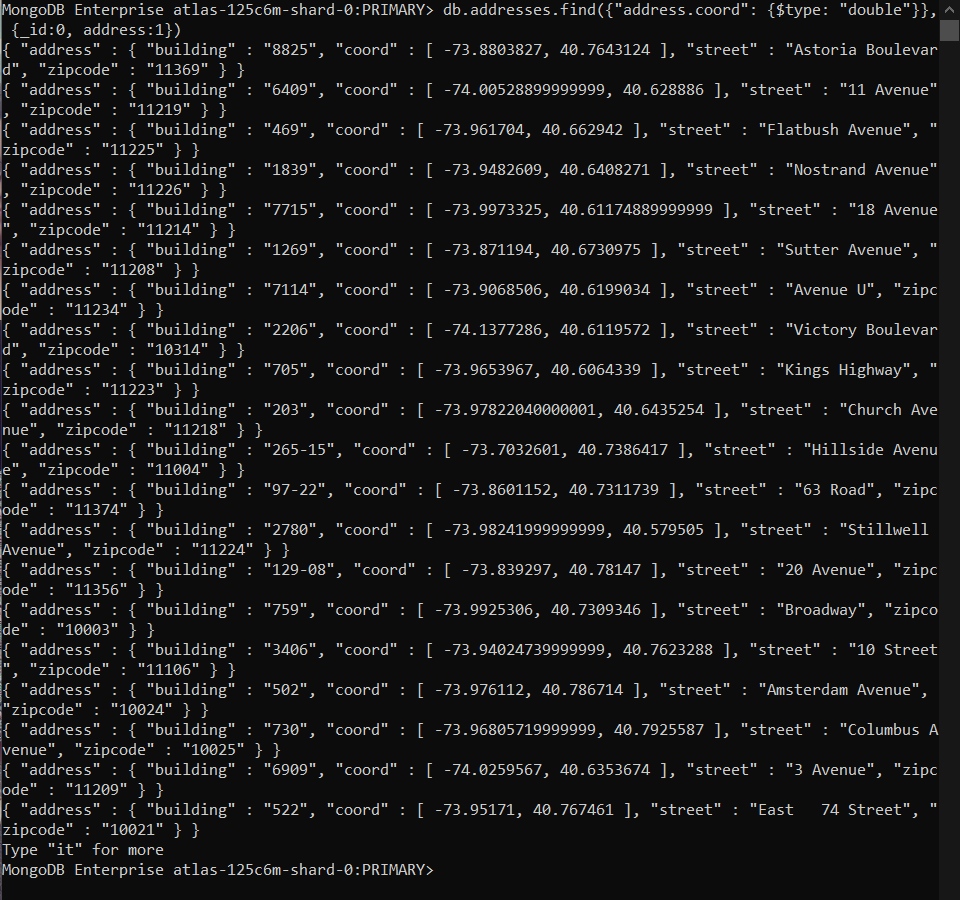 MongoDB Enterprise atlas-125c6m-shard-0:PRIMARY> db.addresses.find({"address.coord": {$type: "double"}},
 {_id:0, address:1})
{ "address" : { "building" : "8825", "coord" : [ -73.8803827, 40.7643124 ], "street" : "Astoria Boulevar
d", "zipcode" : "11369" } }
{ "address" : { "building" : "6409", "coord" : [ -74.00528899999999, 40.628886 ], "street" : "11 Avenue"
, "zipcode" : "11219" } }
{ "address" : { "building" : "469", "coord" : [ -73.961704, 40.662942 ], "street" : "Flatbush Avenue", "
zipcode" : "11225" } }
{ "address" : { "building" : "1839", "coord" : [ -73.9482609, 40.6408271 ], "street" : "Nostrand Avenue"
, "zipcode" : "11226" } }
{ "address" : { "building" : "7715", "coord" : [ -73.9973325, 40.61174889999999 ], "street" : "18 Avenue
", "zipcode" : "11214" } }
{ "address" : { "building" : "1269", "coord" : [ -73.871194, 40.6730975 ], "street" : "Sutter Avenue", "
zipcode" : "11208" } }
{ "address" : { "building" : "7114", "coord" : [ -73.9068506, 40.6199034 ], "street" : "Avenue U", "zipc
ode" : "11234" } }
{ "address" : { "building" : "2206", "coord" : [ -74.1377286, 40.6119572 ], "street" : "Victory Boulevar
d", "zipcode" : "10314" } }
{ "address" : { "building" : "705", "coord" : [ -73.9653967, 40.6064339 ], "street" : "Kings Highway", "
zipcode" : "11223" } }
{ "address" : { "building" : "203", "coord" : [ -73.97822040000001, 40.6435254 ], "street" : "Church Ave
nue", "zipcode" : "11218" } }
{ "address" : { "building" : "265-15", "coord" : [ -73.7032601, 40.7386417 ], "street" : "Hillside Avenu
e", "zipcode" : "11004" } }
{ "address" : { "building" : "97-22", "coord" : [ -73.8601152, 40.7311739 ], "street" : "63 Road", "zipc
ode" : "11374" } }
{ "address" : { "building" : "2780", "coord" : [ -73.98241999999999, 40.579505 ], "street" : "Stillwell
Avenue", "zipcode" : "11224" } }
{ "address" : { "building" : "129-08", "coord" : [ -73.839297, 40.78147 ], "street" : "20 Avenue", "zipc
ode" : "11356" } }
{ "address" : { "building" : "759", "coord" : [ -73.9925306, 40.7309346 ], "street" : "Broadway", "zipco
de" : "10003" } }
{ "address" : { "building" : "3406", "coord" : [ -73.94024739999999, 40.7623288 ], "street" : "10 Street
", "zipcode" : "11106" } }
{ "address" : { "building" : "502", "coord" : [ -73.976112, 40.786714 ], "street" : "Amsterdam Avenue",
"zipcode" : "10024" } }
{ "address" : { "building" : "730", "coord" : [ -73.96805719999999, 40.7925587 ], "street" : "Columbus A
venue", "zipcode" : "10025" } }
{ "address" : { "building" : "6909", "coord" : [ -74.0259567, 40.6353674 ], "street" : "3 Avenue", "zipc
ode" : "11209" } }
{ "address" : { "building" : "522", "coord" : [ -73.95171, 40.767461 ], "street" : "East   74 Street", "
zipcode" : "10021" } }
Type "it" for more
MongoDB Enterprise atlas-125c6m-shard-0:PRIMARY>